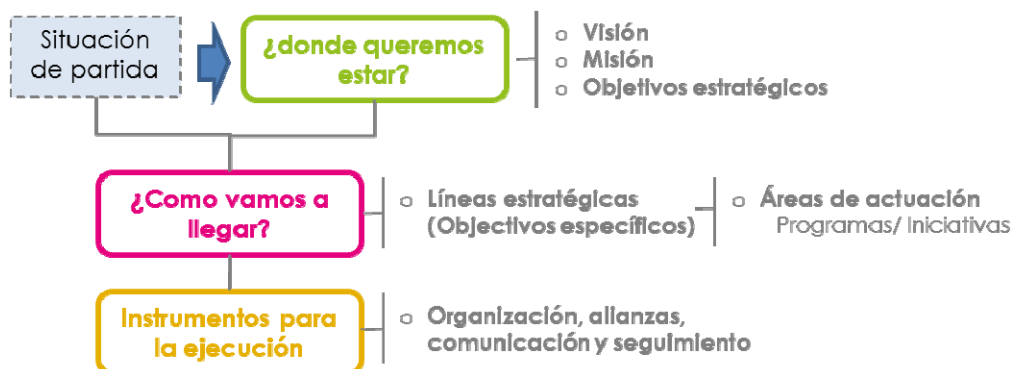 Situación
de partida
¿donde queremos
estar?
o Visión
o Misión
o Objetivos estratégicos
¿Como vamos a
llegar?
o Líneas estratégicas
(Objectivos específicos)
o Áreas de actuación
Programas/ Iniciativas
Instrumentos para
la ejecución
o Organización, alianzas,
comunicación y seguimiento